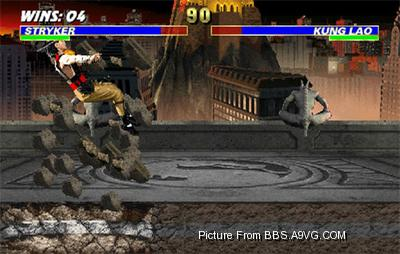 WINS: 04
90
STRYKER
KUNG LAO
Picture From BBS.A9VG.COM